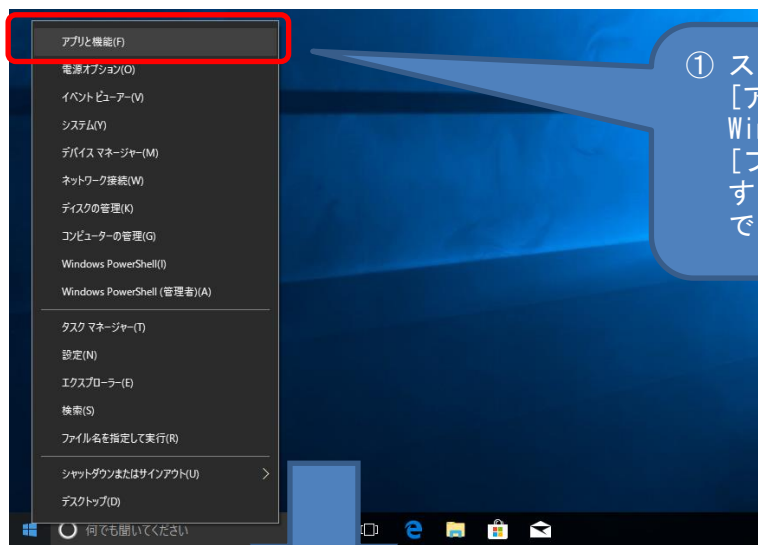 アプリと機能(F)
電源オプション(O)
イベント ビューアー(V)
システム(Y)
デバイス マネージャー(M)
ネットワーク接続(W)
ディスクの管理(K)
コンピューターの管理(G)
Windows PowerShell(I)
Windows PowerShell (管理者)(A)
タスク マネージャー(T)
設定(N)
エクスプローラー(E)
検索(S)
ファイル名を指定して実行(R)
シャットダウンまたはサインアウト(U)
デスクトップ(D)
何でも聞いてください
① ス
[ア
Wi
[プ
す
で